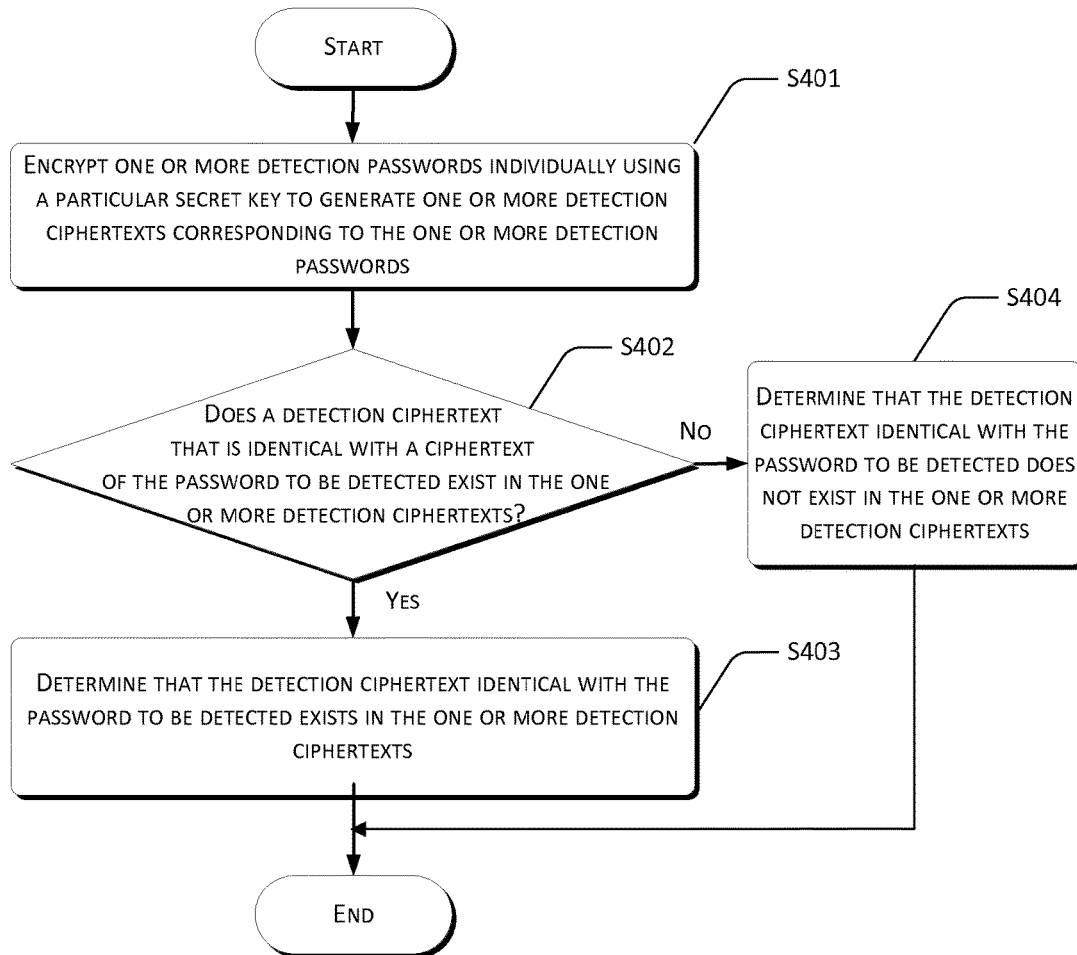 START
S401
ENCRYPT ONE OR MORE DETECTION PASSWORDS INDIVIDUALLY USING
A PARTICULAR SECRET KEY TO GENERATE ONE OR MORE DETECTION
CIPHERTEXTS CORRESPONDING TO THE ONE OR MORE DETECTION
PASSWORDS
S402
DOES A DETECTION CIPHERTEXT
THAT IS IDENTICAL WITH A CIPHERTEXT
OF THE PASSWORD TO BE DETECTED EXIST IN THE ONE
OR MORE DETECTION CIPHERTEXTS?
NO
S404
DETERMINE THAT THE DETECTION
CIPHERTEXT IDENTICAL WITH THE
PASSWORD TO BE DETECTED DOES
NOT EXIST IN THE ONE OR MORE
DETECTION CIPHERTEXTS
YES
S403
DETERMINE THAT THE DETECTION CIPHERTEXT IDENTICAL WITH THE
PASSWORD TO BE DETECTED EXISTS IN THE ONE OR MORE DETECTION
CIPHERTEXTS
END